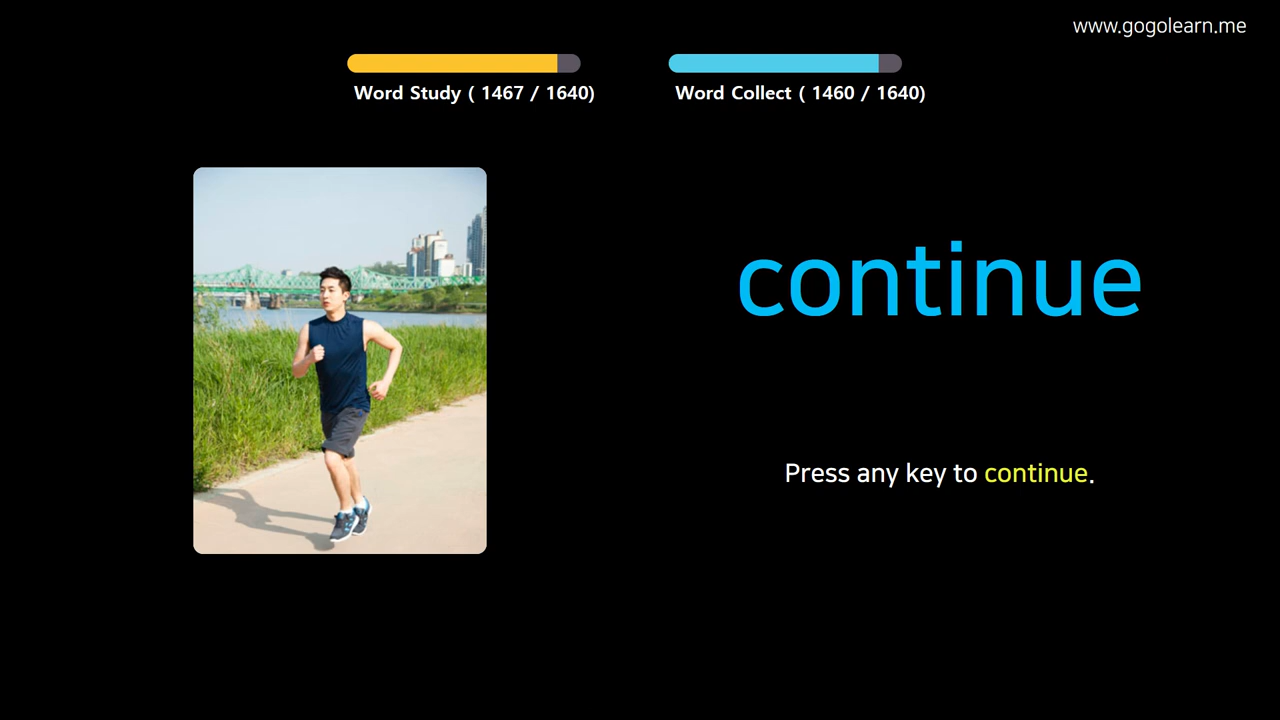 www.gogolearn.me
Word Study ( 1467 / 1640)
Word Collect ( 1460 / 1640)
continue
Press any key to continue.